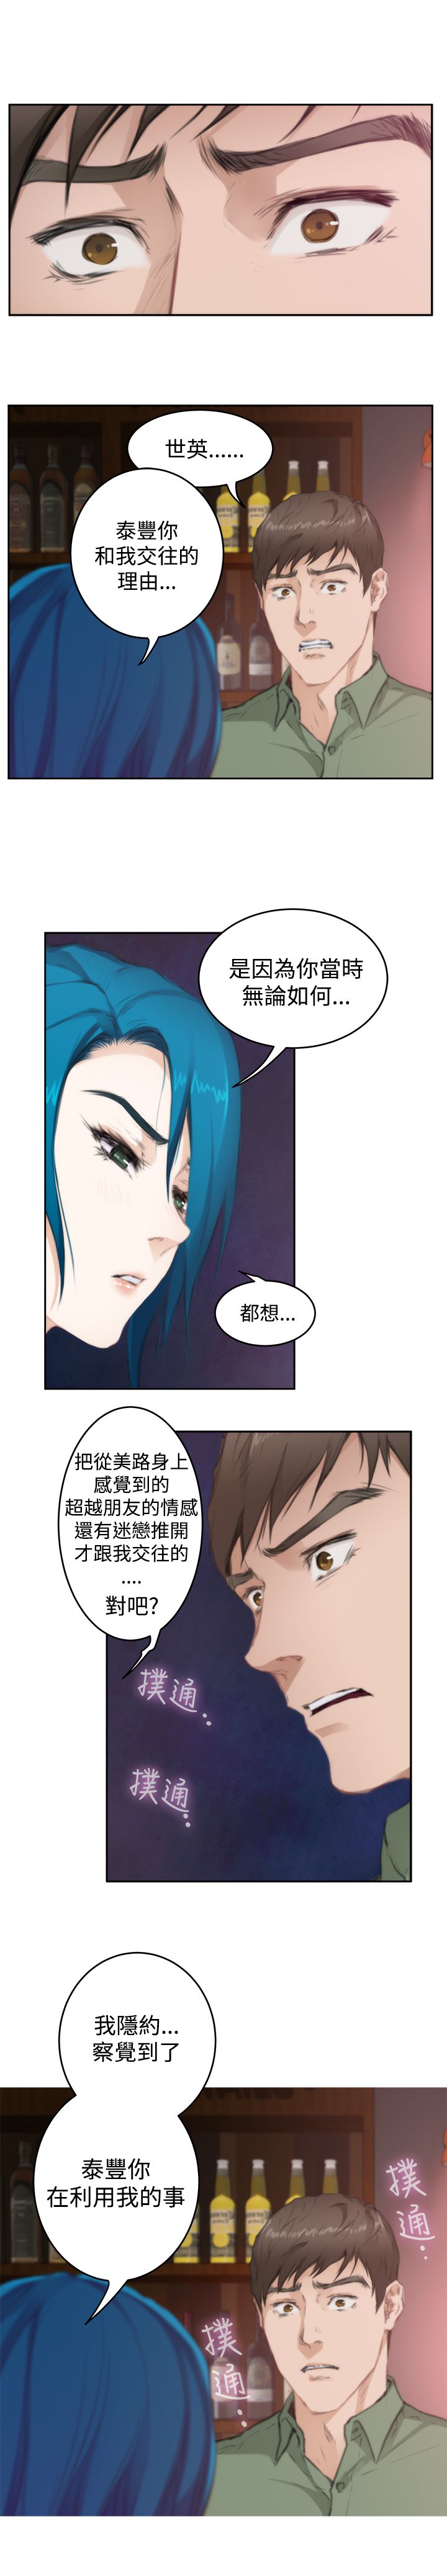 世英......
泰豐你
和我交往的
理由...
是因為你當時
無論如何...
都想...
把從美路身上
感覺到的
超越朋友的情感
還有迷戀推開
才跟我交往的
....
對吧?
撲通...
撲通...
我隱約...
察覺到了
泰豐你
在利用我的事
撲通...
撲通...